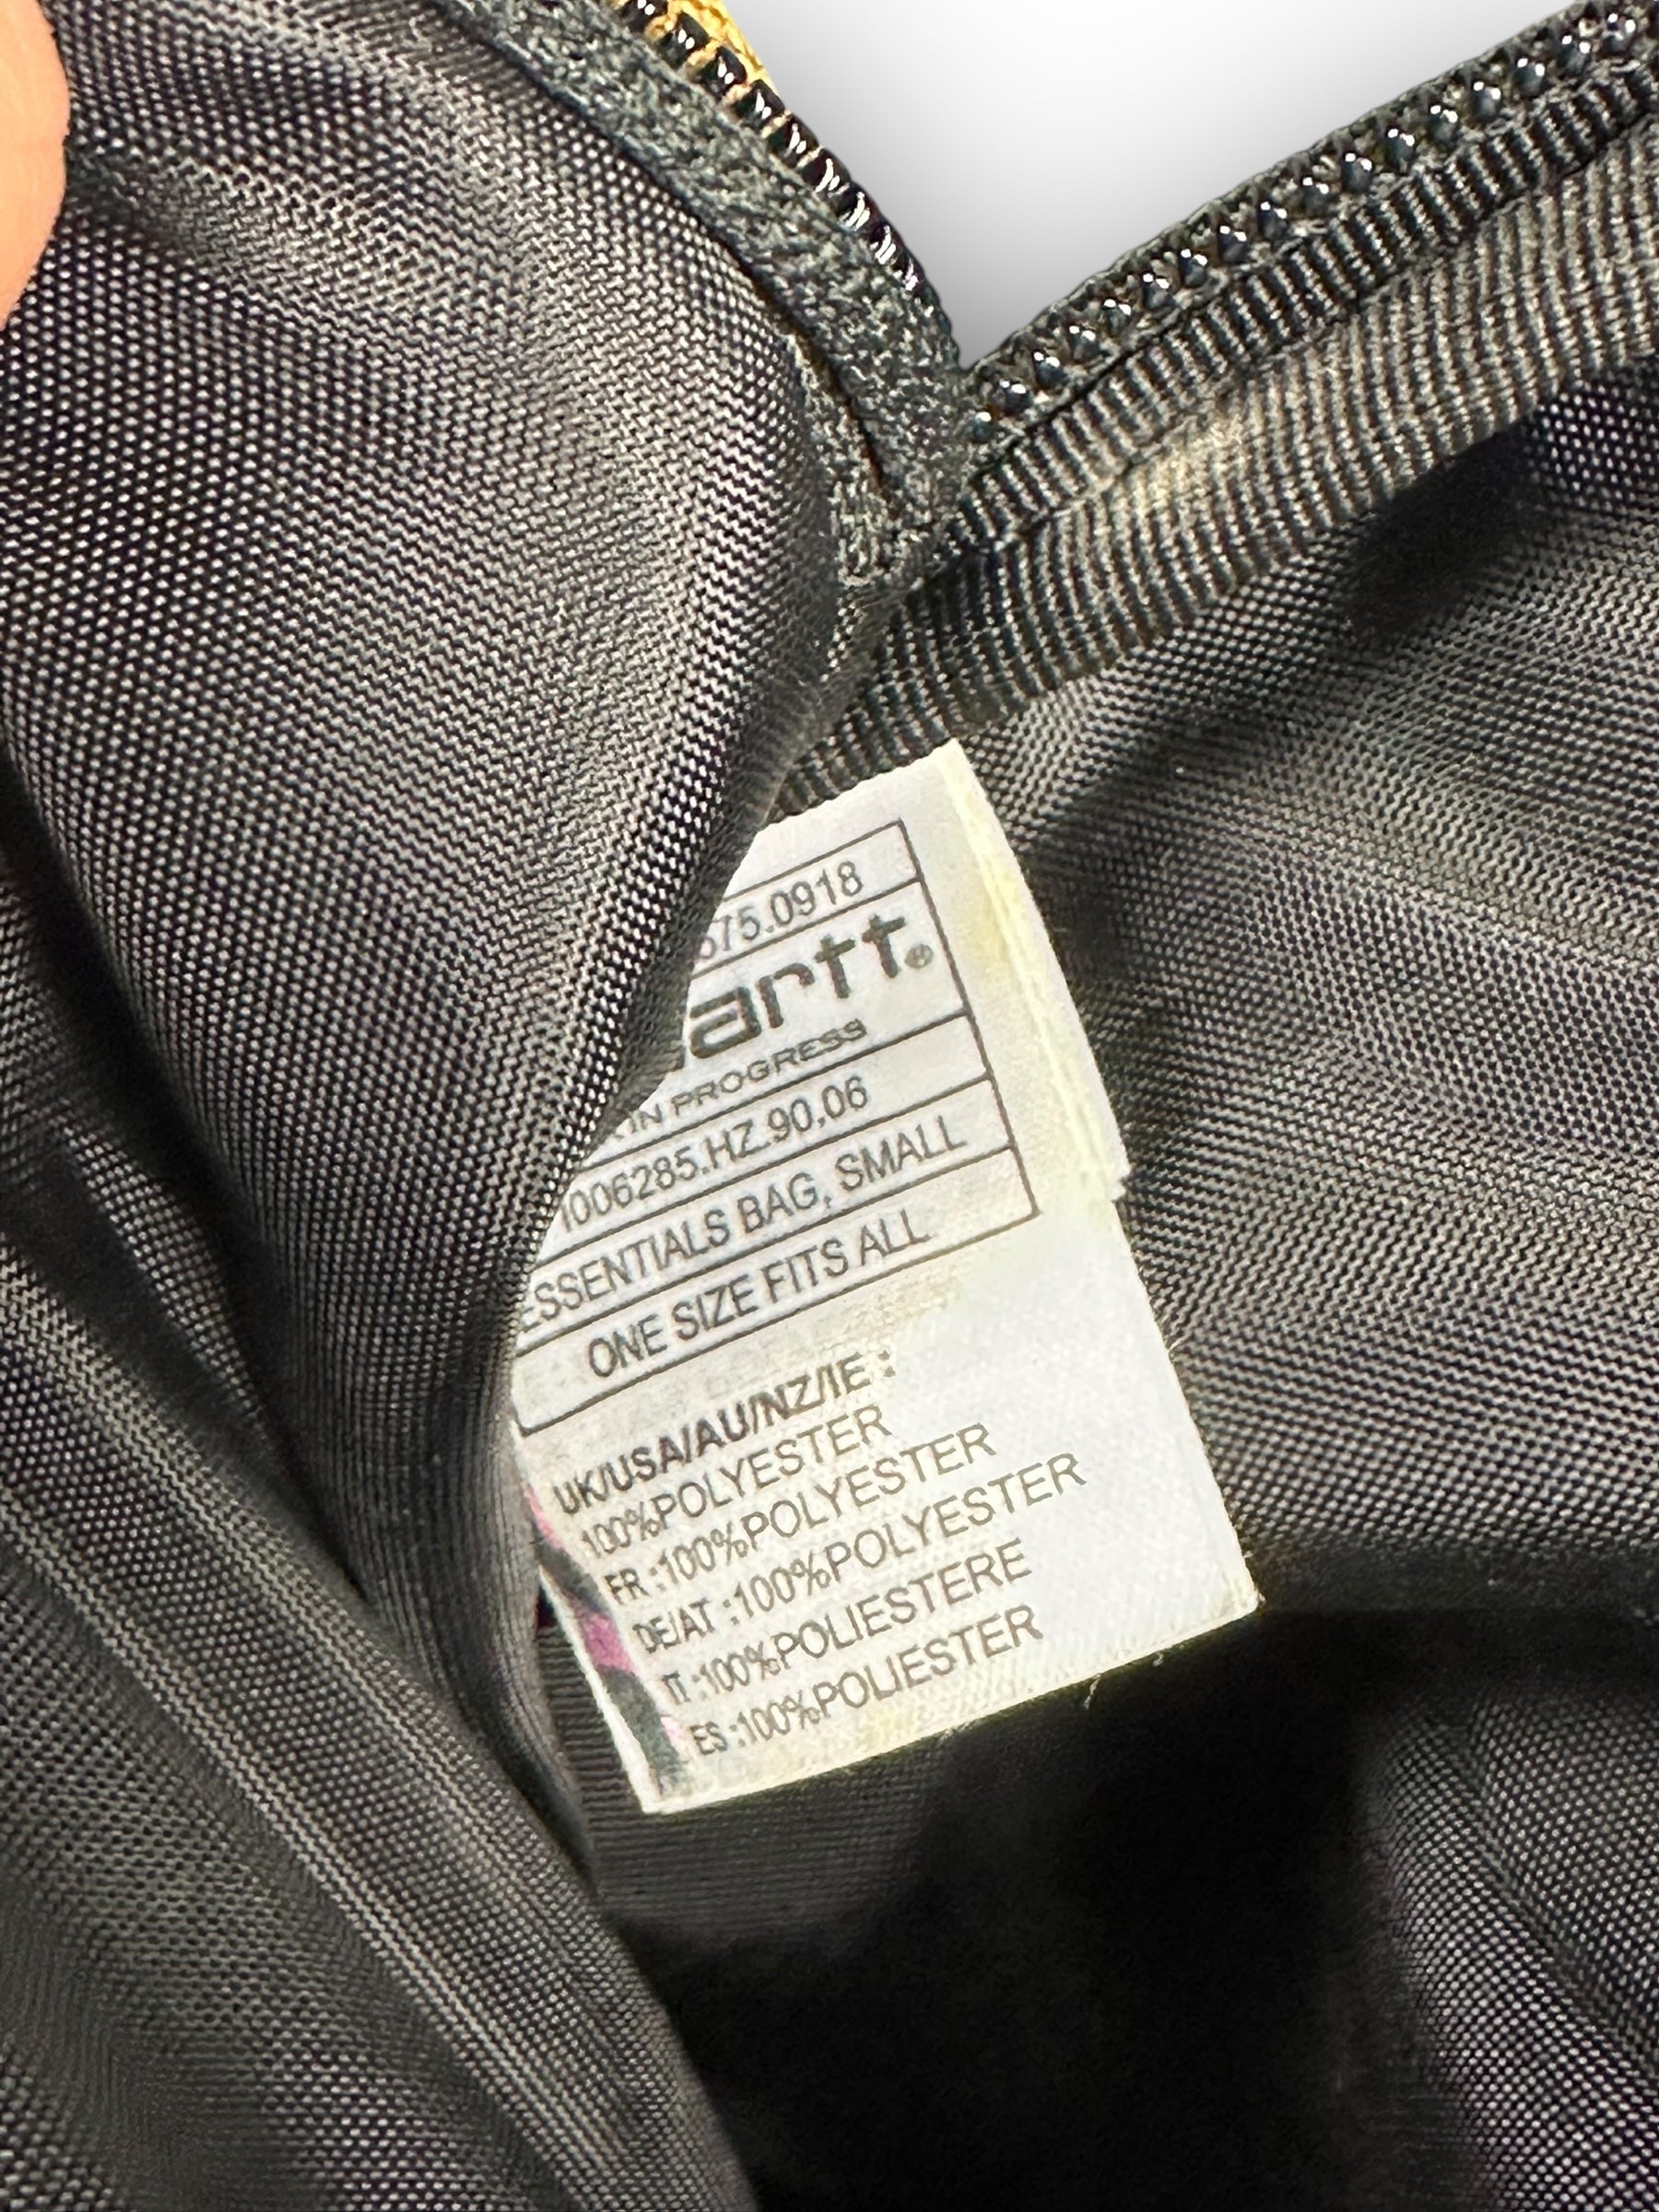 575.0918
artt®
IN PROGRESS
1006285.HZ.90.06
ESSENTIALS BAG, SMALL
ONE SIZE FITS ALL
UK/USA/AU/NZ/IE :
100%POLYESTER
FR :100%POLYESTER
DE/AT :100%POLYESTER
IT :100%POLIESTERE
ES :100%POLIESTER